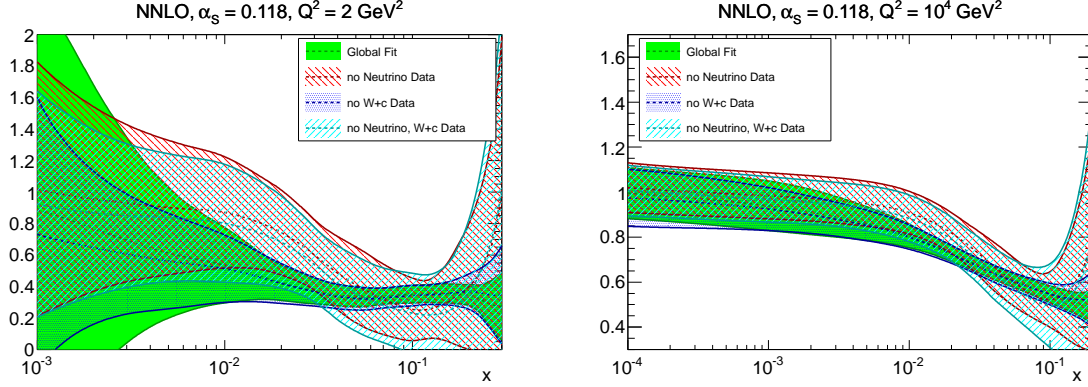 NNLO, α_S = 0.118, Q² = 2 GeV²
2
1.8
1.6
1.4
1.2
1
0.8
0.6
0.4
0.2
0
Global Fit
no Neutrino Data
no W+c Data
no Neutrino, W+c Data
10⁻³
10⁻²
10⁻¹
x
NNLO, α_S = 0.118, Q² = 10⁴ GeV²
1.6
1.4
1.2
1
0.8
0.6
0.4
Global Fit
no Neutrino Data
no W+c Data
no Neutrino, W+c Data
10⁻⁴
10⁻³
10⁻²
10⁻¹
x